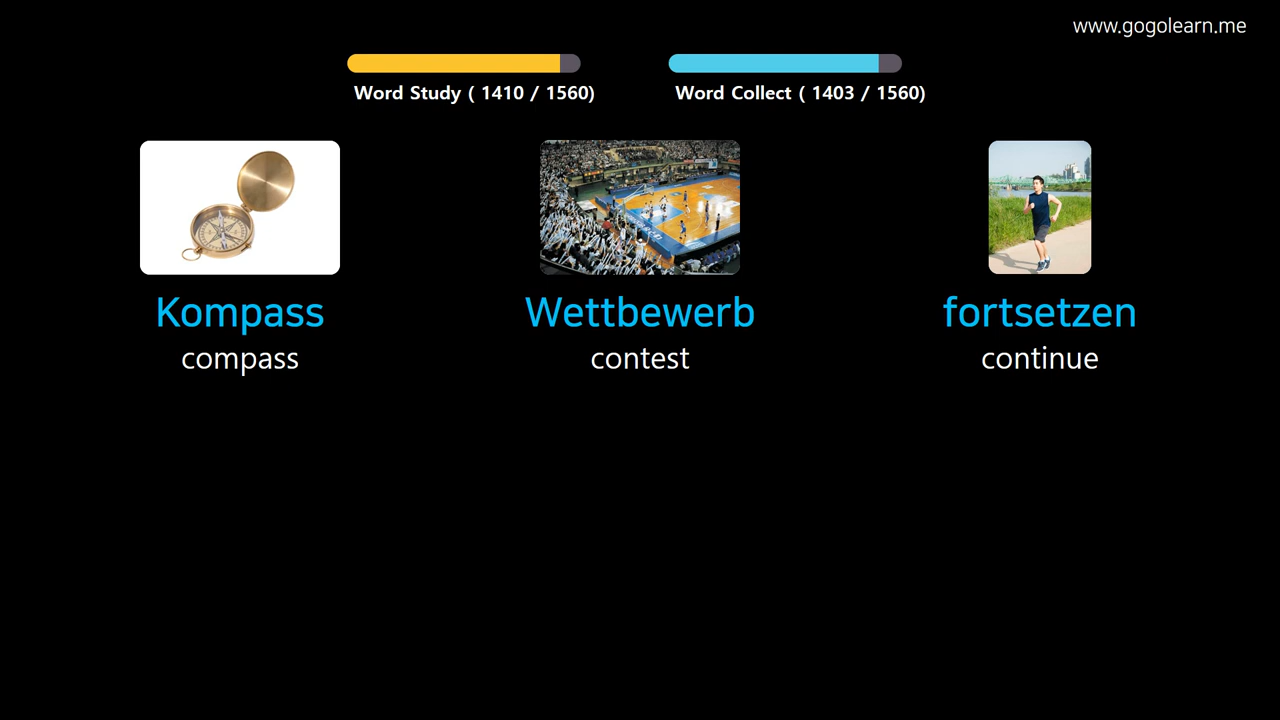 www.gogolearn.me
Word Study ( 1410 / 1560)
Word Collect ( 1403 / 1560)
Kompass
compass
Wettbewerb
contest
fortsetzen
continue